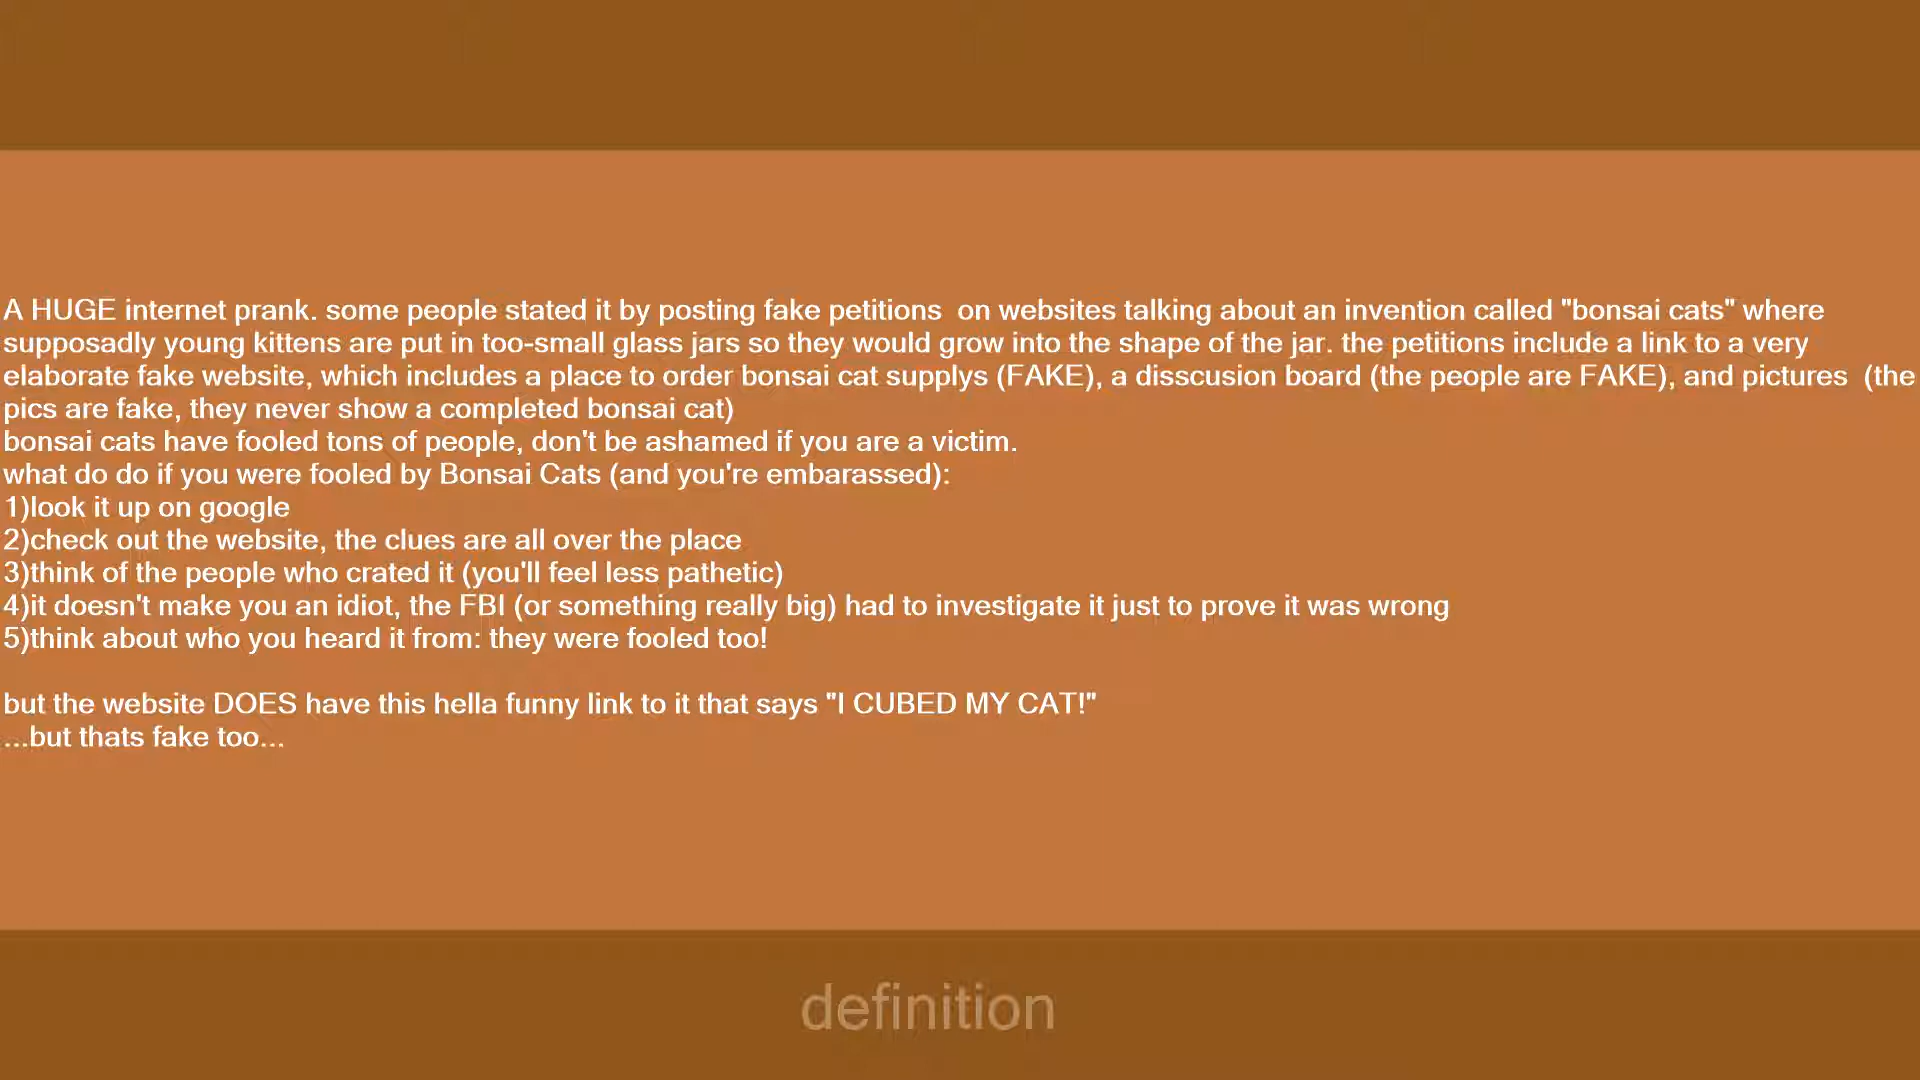 A HUGE internet prank. some people stated it by posting fake petitions  on websites talking about an invention called "bonsai cats" where
supposadly young kittens are put in too-small glass jars so they would grow into the shape of the jar. the petitions include a link to a very
elaborate fake website, which includes a place to order bonsai cat supplys (FAKE), a disscusion board (the people are FAKE), and pictures  (the
pics are fake, they never show a completed bonsai cat)
bonsai cats have fooled tons of people, don't be ashamed if you are a victim.
what do do if you were fooled by Bonsai Cats (and you're embarassed):
1)look it up on google
2)check out the website, the clues are all over the place
3)think of the people who crated it (you'll feel less pathetic)
4)it doesn't make you an idiot, the FBI (or something really big) had to investigate it just to prove it was wrong
5)think about who you heard it from: they were fooled too!
but the website DOES have this hella funny link to it that says "I CUBED MY CAT!"
...but thats fake too...
definition